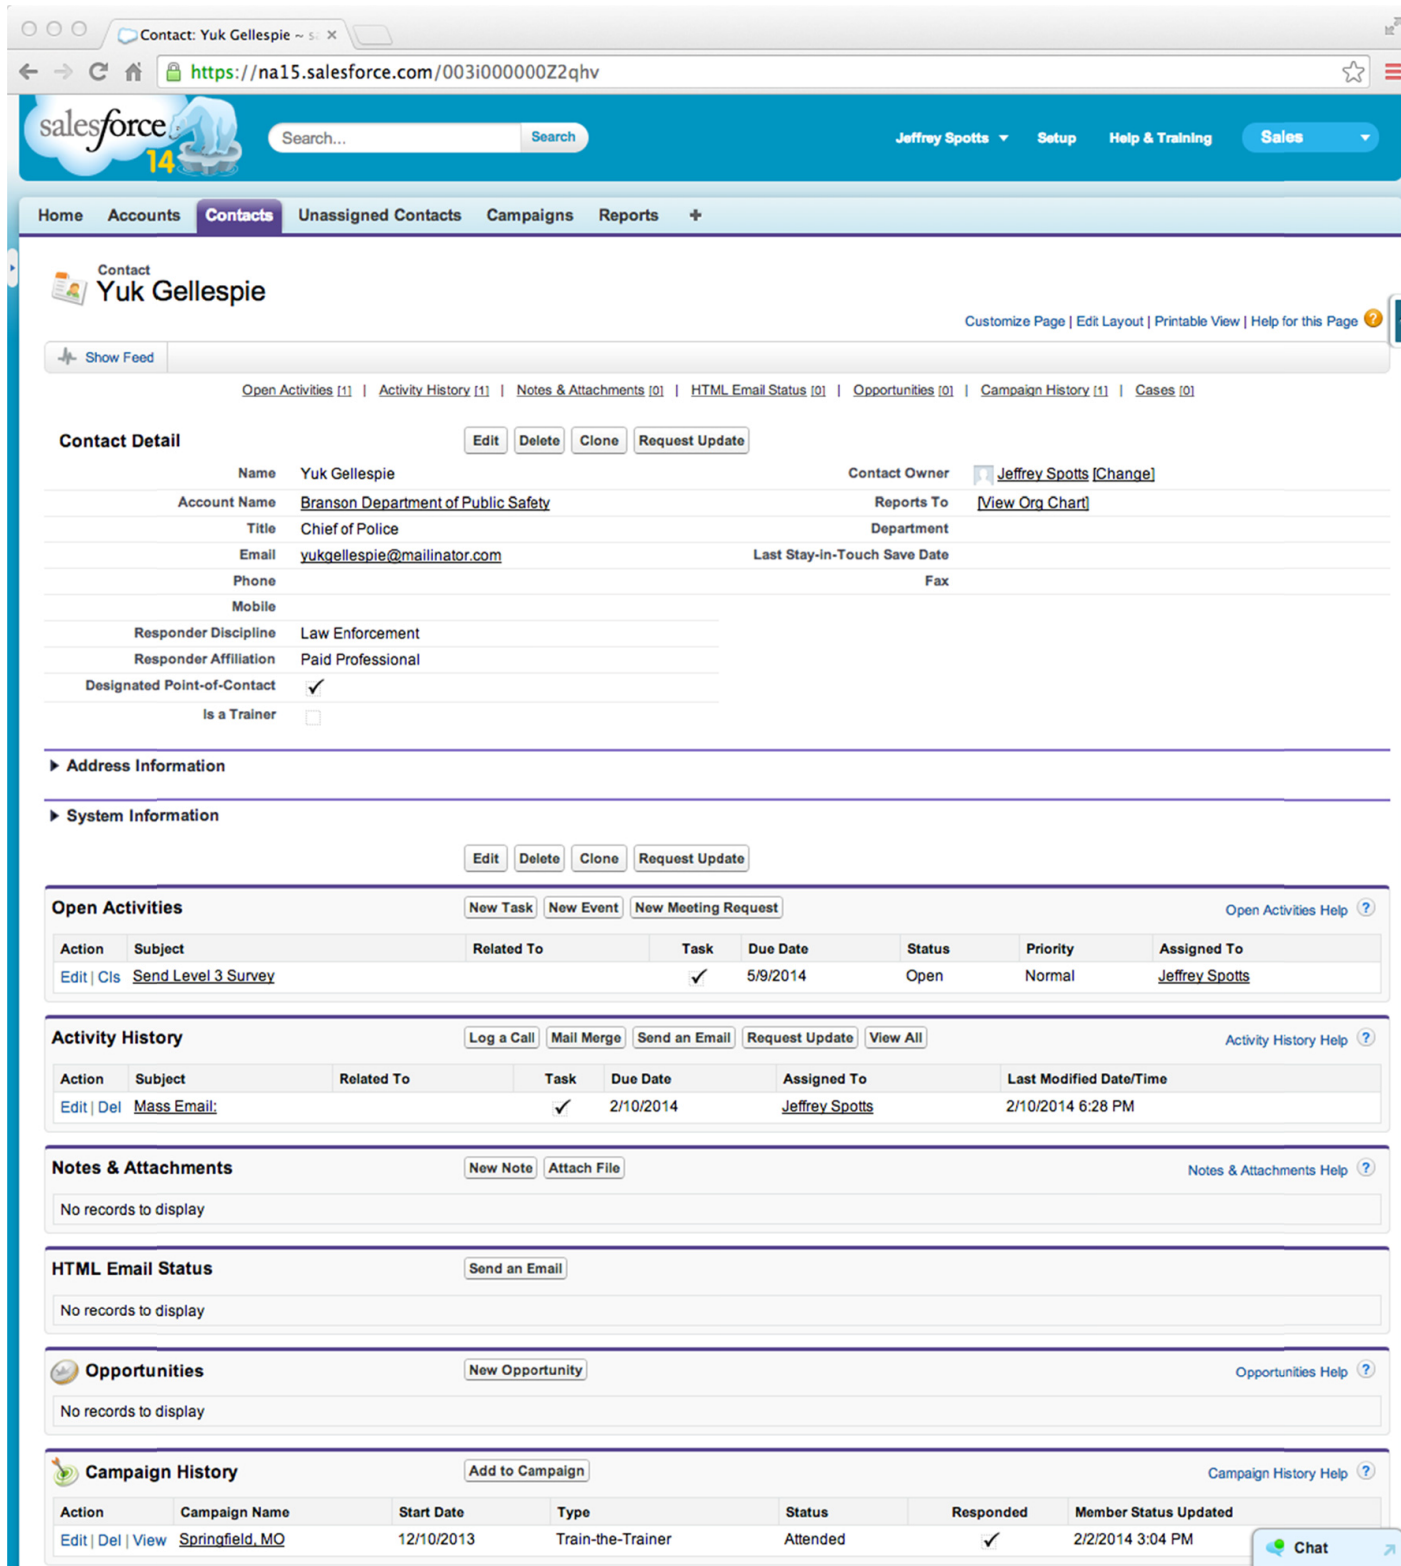 Contact: Yuk Gellespie ~ s
https://na15.salesforce.com/003i000000Z2qhv
salesforce
14
Search...
Search
Jeffrey Spotts
Setup
Help & Training
Sales
Home Accounts Contacts Unassigned Contacts Campaigns Reports +
Contact
Yuk Gellespie
Customize Page | Edit Layout | Printable View | Help for this Page ?
Show Feed
Open Activities [1] | Activity History [1] | Notes & Attachments [0] | HTML Email Status [0] | Opportunities [0] | Campaign History [1] | Cases [0]
Contact Detail Edit Delete Clone Request Update
Name Yuk Gellespie Contact Owner Jeffrey Spotts [Change]
Account Name Branson Department of Public Safety Reports To [View Org Chart]
Title Chief of Police Department
Email yukgellespie@mailinator.com Last Stay-in-Touch Save Date
Phone Fax
Mobile
Responder Discipline Law Enforcement
Responder Affiliation Paid Professional
Designated Point-of-Contact ✓
Is a Trainer
Address Information
System Information
Edit Delete Clone Request Update
Open Activities New Task New Event New Meeting Request Open Activities Help ?
Action Subject Related To Task Due Date Status Priority Assigned To
Edit | Cls Send Level 3 Survey ✓ 5/9/2014 Open Normal Jeffrey Spotts
Activity History Log a Call Mail Merge Send an Email Request Update View All Activity History Help ?
Action Subject Related To Task Due Date Assigned To Last Modified Date/Time
Edit | Del Mass Email: ✓ 2/10/2014 Jeffrey Spotts 2/10/2014 6:28 PM
Notes & Attachments New Note Attach File Notes & Attachments Help ?
No records to display
HTML Email Status Send an Email
No records to display
Opportunities New Opportunity Opportunities Help ?
No records to display
Campaign History Add to Campaign Campaign History Help ?
Action Campaign Name Start Date Type Status Responded Member Status Updated
Edit | Del | View Springfield, MO 12/10/2013 Train-the-Trainer Attended ✓ 2/2/2014 3:04 PM
Chat